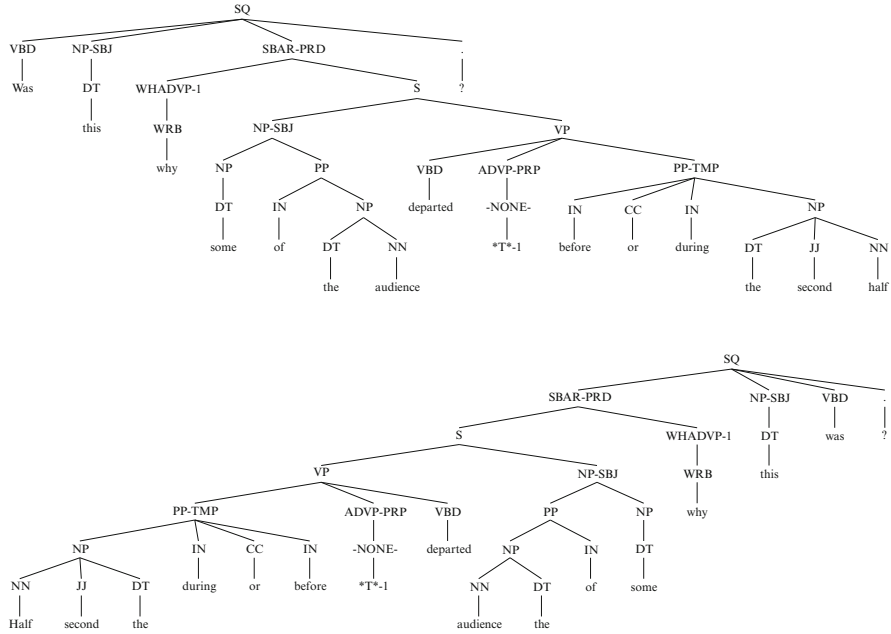 SQ
VBD NP-SBJ SBAR-PRD .
Was DT WHADVP-1 S ?
this WRB NP-SBJ VP
why NP PP VBD ADVP-PRP PP-TMP
DT IN NP departed -NONE- IN CC IN NP
some of DT NN *T*-1 before or during DT JJ NN
the audience the second half
SQ
SBAR-PRD NP-SBJ VBD .
S WHADVP-1 DT was ?
VP NP-SBJ WRB this
PP-TMP ADVP-PRP VBD PP NP why
NP IN CC IN -NONE- departed NP IN DT
NN JJ DT during or before *T*-1 NN DT of some
Half second the audience the